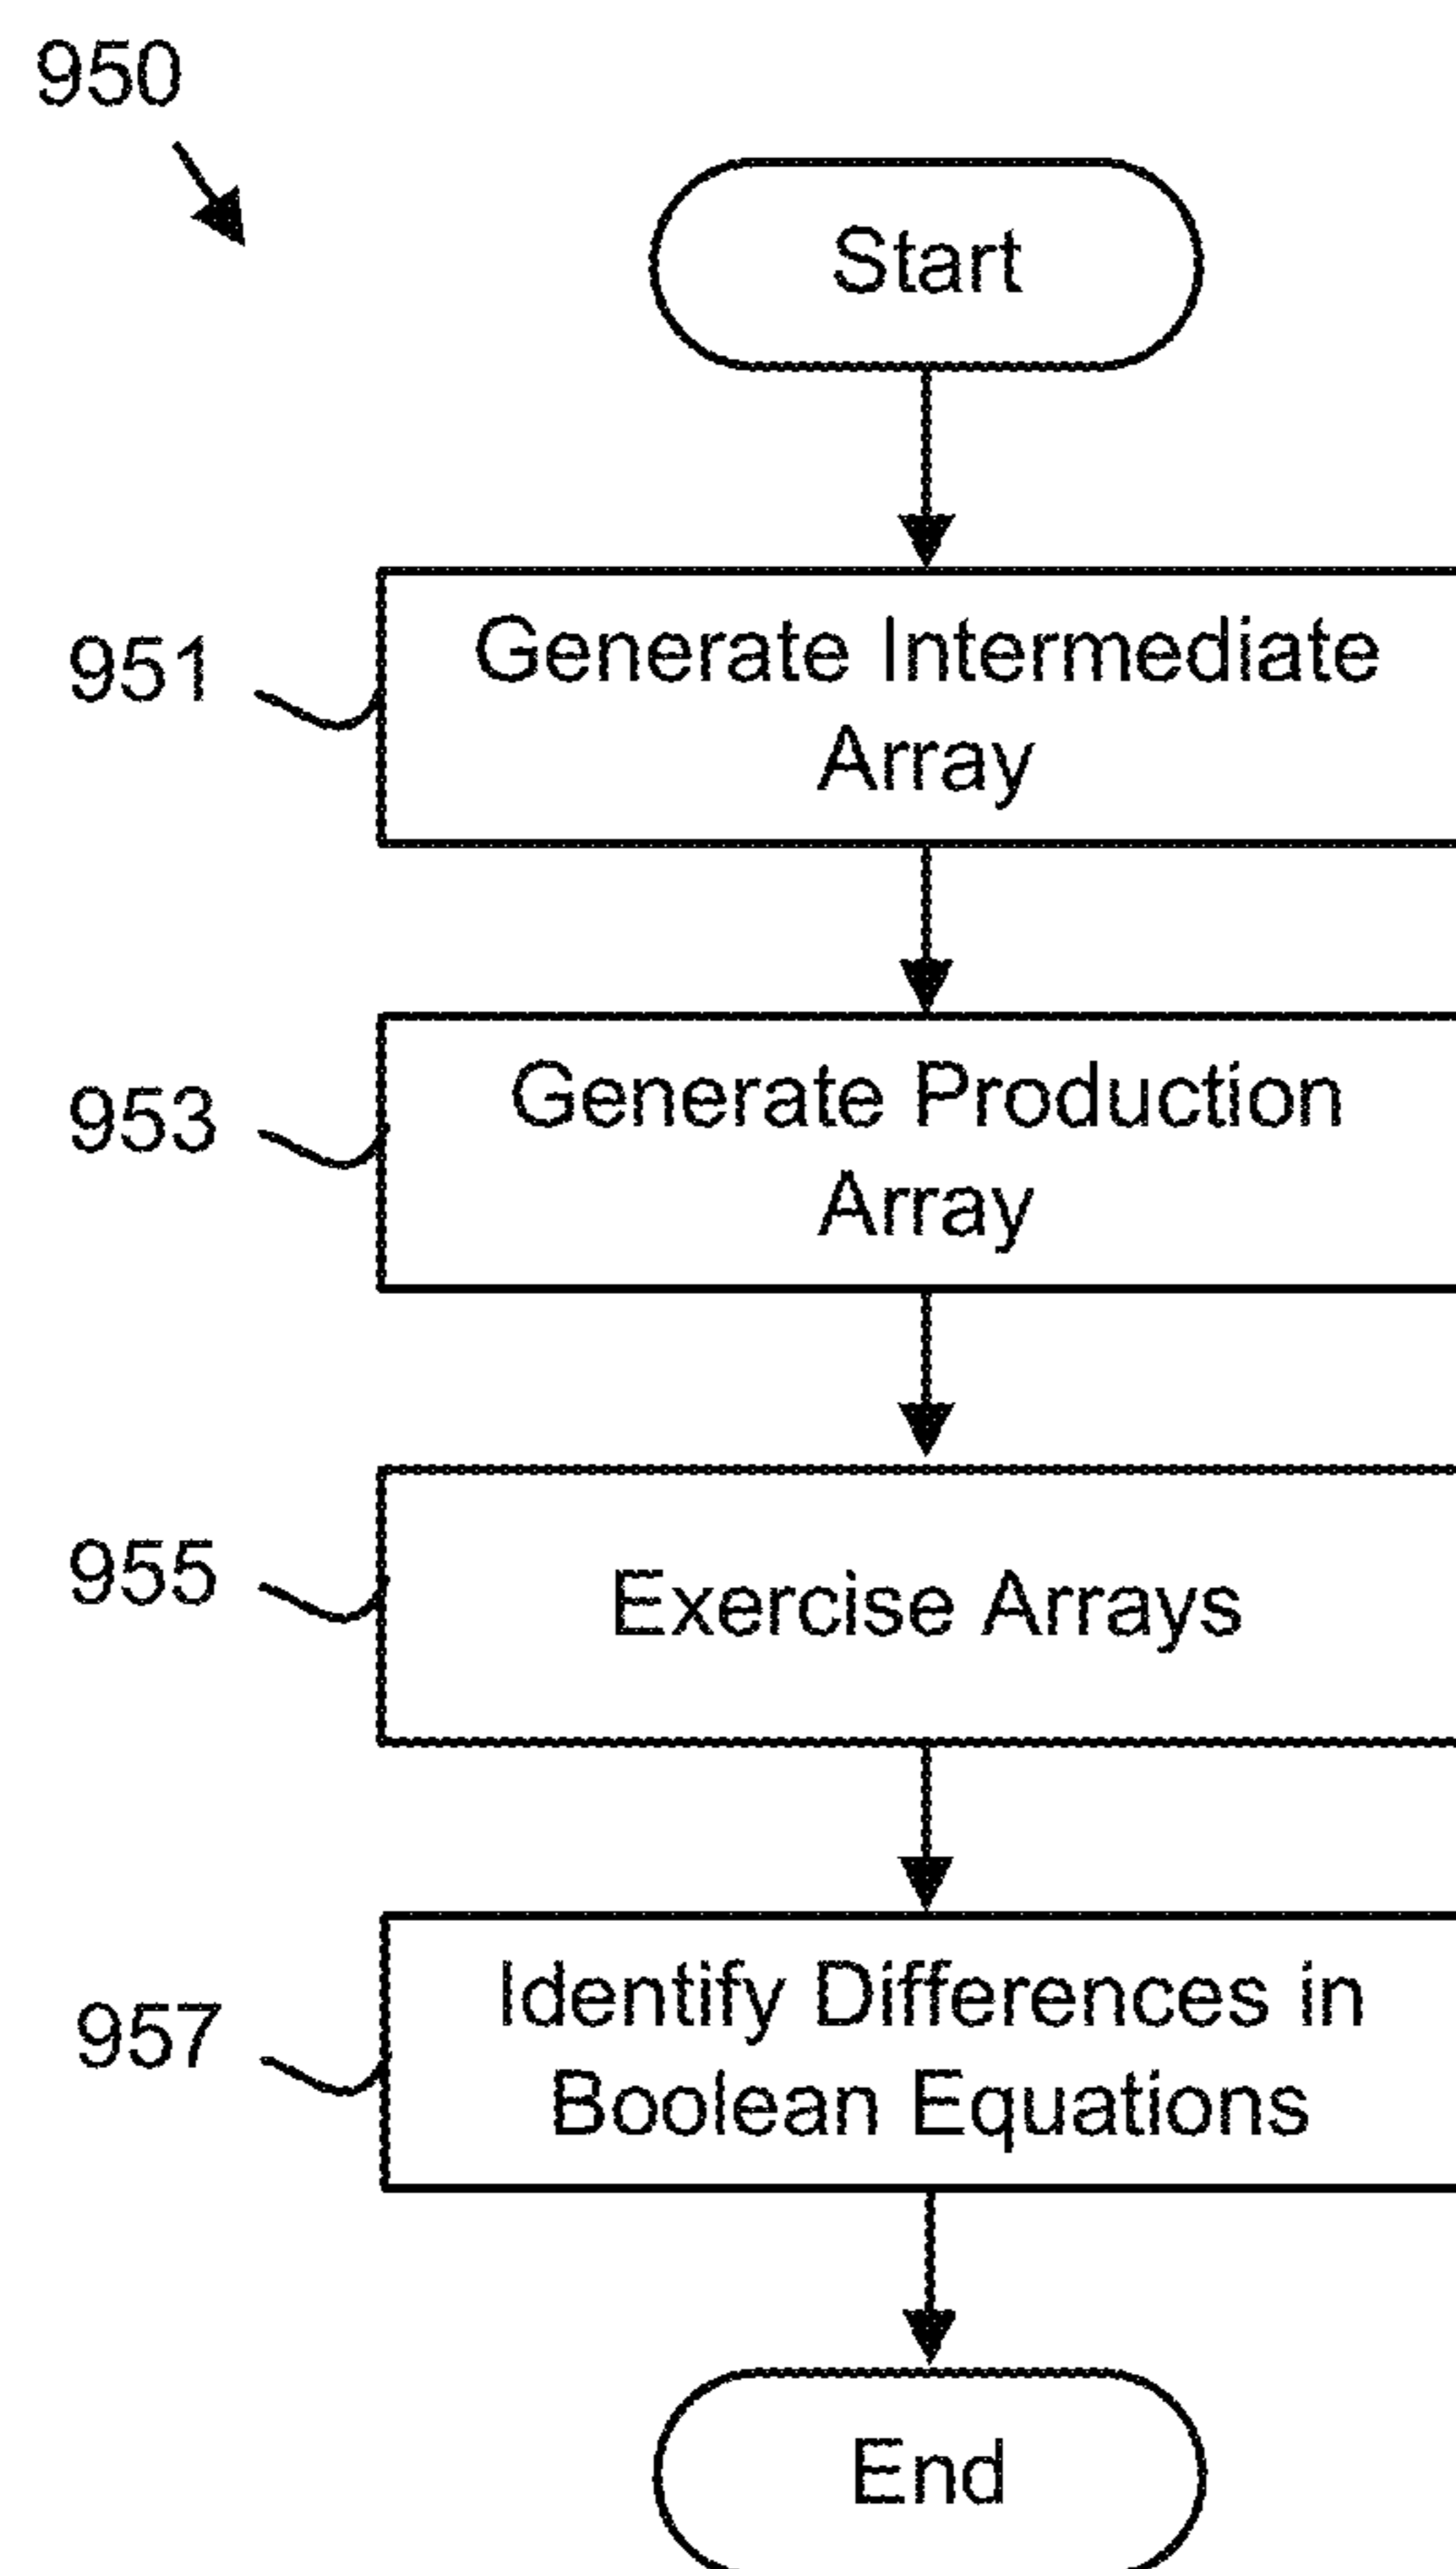 950
Start
951
Generate Intermediate
Array
953
Generate Production
Array
955
Exercise Arrays
957
Identify Differences in
Boolean Equations
End